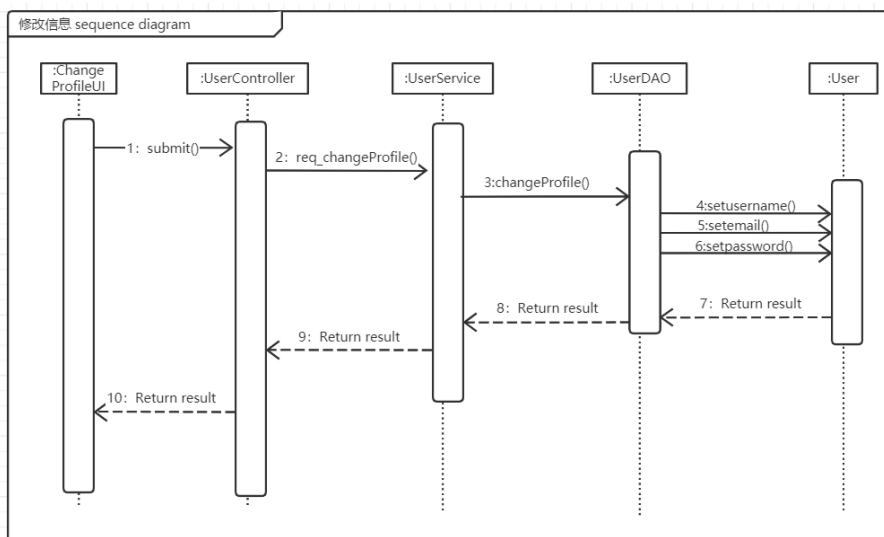 修改信息 sequence diagram
:Change
ProfileUI
:UserController
:UserService
:UserDAO
:User
1：submit()
2：req_changeProfile()
3:changeProfile()
4:setusername()
5:setemail()
6:setpassword()
7：Return result
8：Return result
9：Return result
10：Return result